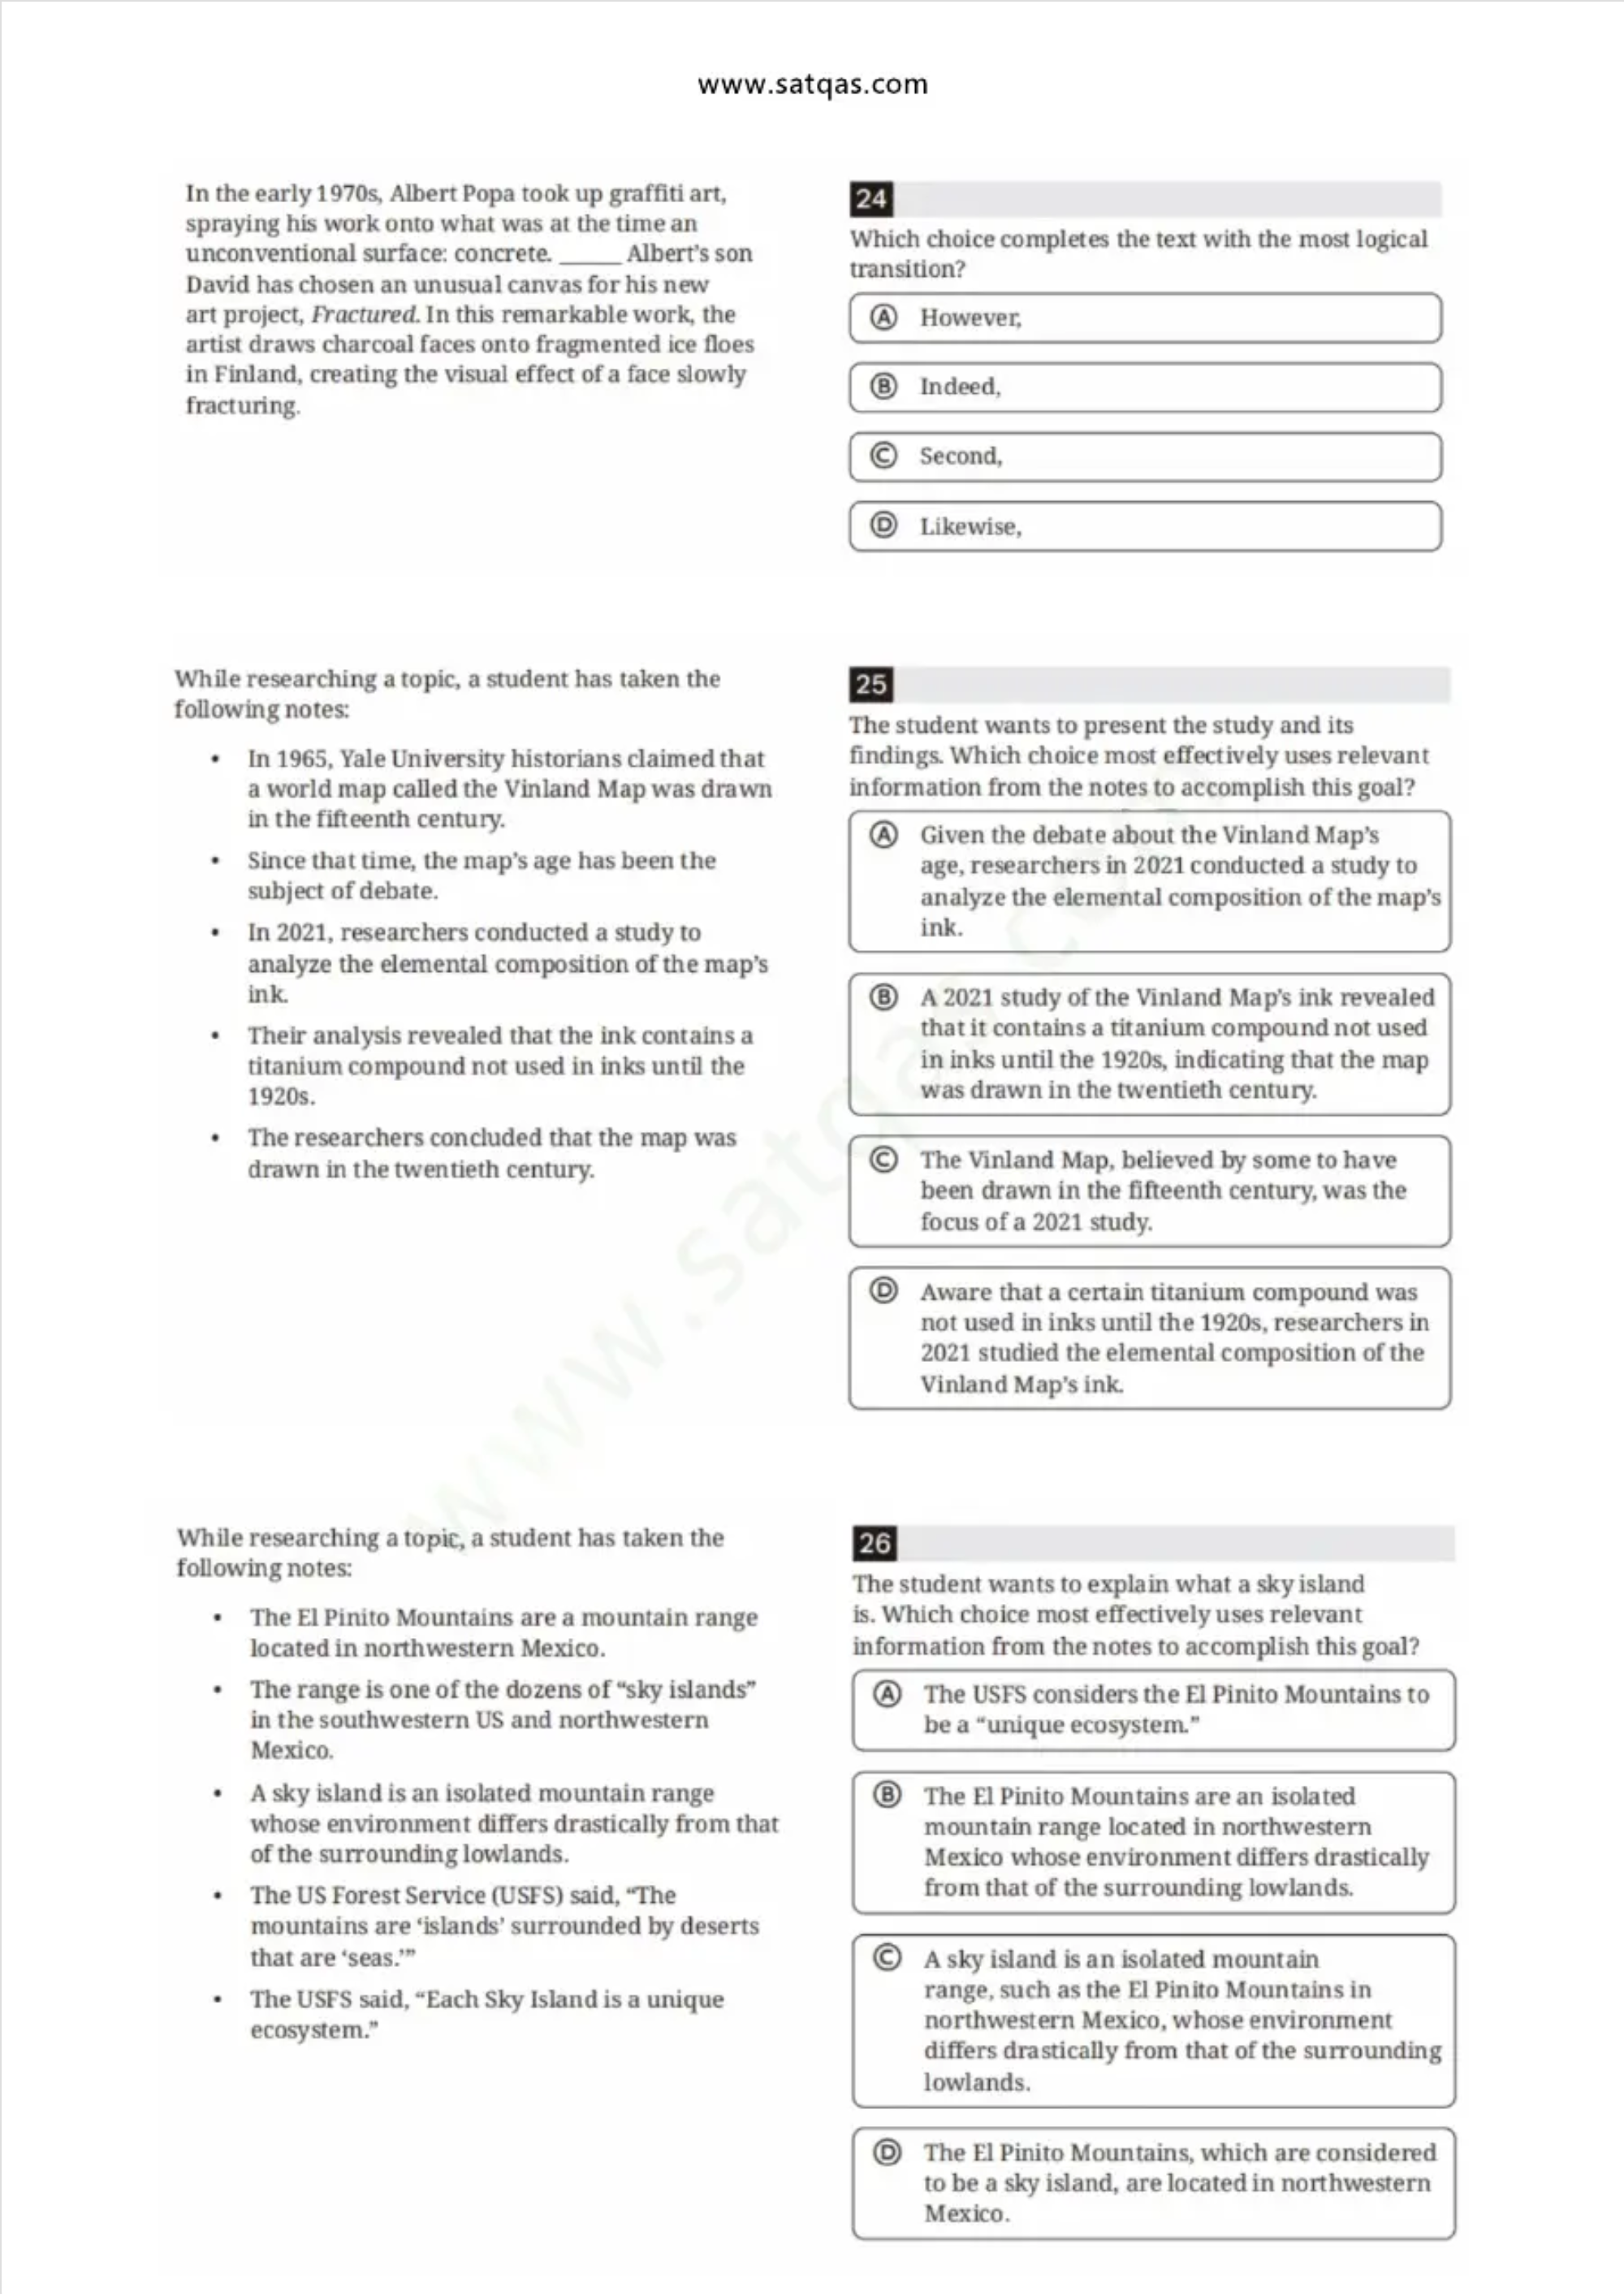 www.satqas.com
In the early 1970s, Albert Popa took up graffiti art,
spraying his work onto what was at the time an
unconventional surface: concrete. _____ Albert's son
David has chosen an unusual canvas for his new
art project, Fractured. In this remarkable work, the
artist draws charcoal faces onto fragmented ice floes
in Finland, creating the visual effect of a face slowly
fracturing.
24
Which choice completes the text with the most logical
transition?
Ⓐ However,
Ⓑ Indeed,
Ⓒ Second,
Ⓓ Likewise,
While researching a topic, a student has taken the
following notes:
• In 1965, Yale University historians claimed that
a world map called the Vinland Map was drawn
in the fifteenth century.
• Since that time, the map's age has been the
subject of debate.
• In 2021, researchers conducted a study to
analyze the elemental composition of the map's
ink.
• Their analysis revealed that the ink contains a
titanium compound not used in inks until the
1920s.
• The researchers concluded that the map was
drawn in the twentieth century.
25
The student wants to present the study and its
findings. Which choice most effectively uses relevant
information from the notes to accomplish this goal?
Ⓐ Given the debate about the Vinland Map's
age, researchers in 2021 conducted a study to
analyze the elemental composition of the map's
ink.
Ⓑ A 2021 study of the Vinland Map's ink revealed
that it contains a titanium compound not used
in inks until the 1920s, indicating that the map
was drawn in the twentieth century.
Ⓒ The Vinland Map, believed by some to have
been drawn in the fifteenth century, was the
focus of a 2021 study.
Ⓓ Aware that a certain titanium compound was
not used in inks until the 1920s, researchers in
2021 studied the elemental composition of the
Vinland Map's ink.
www.satqas.com
While researching a topic, a student has taken the
following notes:
• The El Pinito Mountains are a mountain range
located in northwestern Mexico.
• The range is one of the dozens of “sky islands”
in the southwestern US and northwestern
Mexico.
• A sky island is an isolated mountain range
whose environment differs drastically from that
of the surrounding lowlands.
• The US Forest Service (USFS) said, “The
mountains are ‘islands’ surrounded by deserts
that are ‘seas.’”
• The USFS said, “Each Sky Island is a unique
ecosystem.”
26
The student wants to explain what a sky island
is. Which choice most effectively uses relevant
information from the notes to accomplish this goal?
Ⓐ The USFS considers the El Pinito Mountains to
be a “unique ecosystem.”
Ⓑ The El Pinito Mountains are an isolated
mountain range located in northwestern
Mexico whose environment differs drastically
from that of the surrounding lowlands.
Ⓒ A sky island is an isolated mountain
range, such as the El Pinito Mountains in
northwestern Mexico, whose environment
differs drastically from that of the surrounding
lowlands.
Ⓓ The El Pinito Mountains, which are considered
to be a sky island, are located in northwestern
Mexico.